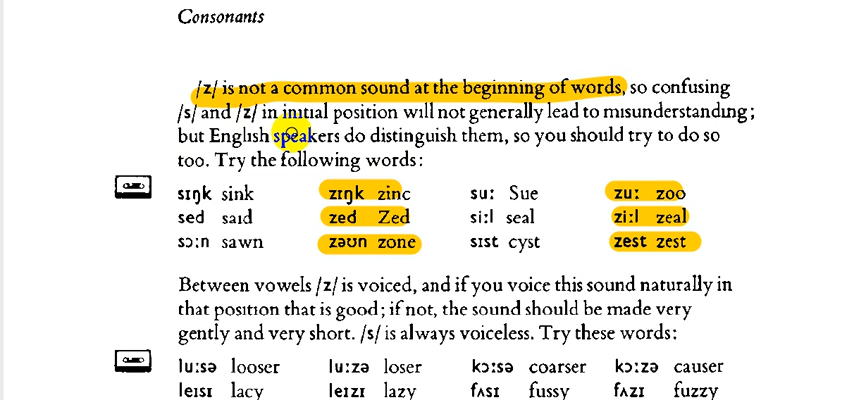 Consonants
/z/ is not a common sound at the beginning of words, so confusing
/s/ and /z/ in initial position will not generally lead to misunderstanding;
but English speakers do distinguish them, so you should try to do so
too. Try the following words:
sɪŋk sink zɪŋk zinc suː Sue zuː zoo
sed said zed Zed siːl seal ziːl zeal
sɔːn sawn zəʊn zone sɪst cyst zest zest
Between vowels /z/ is voiced, and if you voice this sound naturally in
that position that is good; if not, the sound should be made very
gently and very short. /s/ is always voiceless. Try these words:
luːsə looser luːzə loser kɔːsə coarser kɔːzə causer
leɪsɪ lacy leɪzɪ lazy fʌsɪ fussy fʌzɪ fuzzy